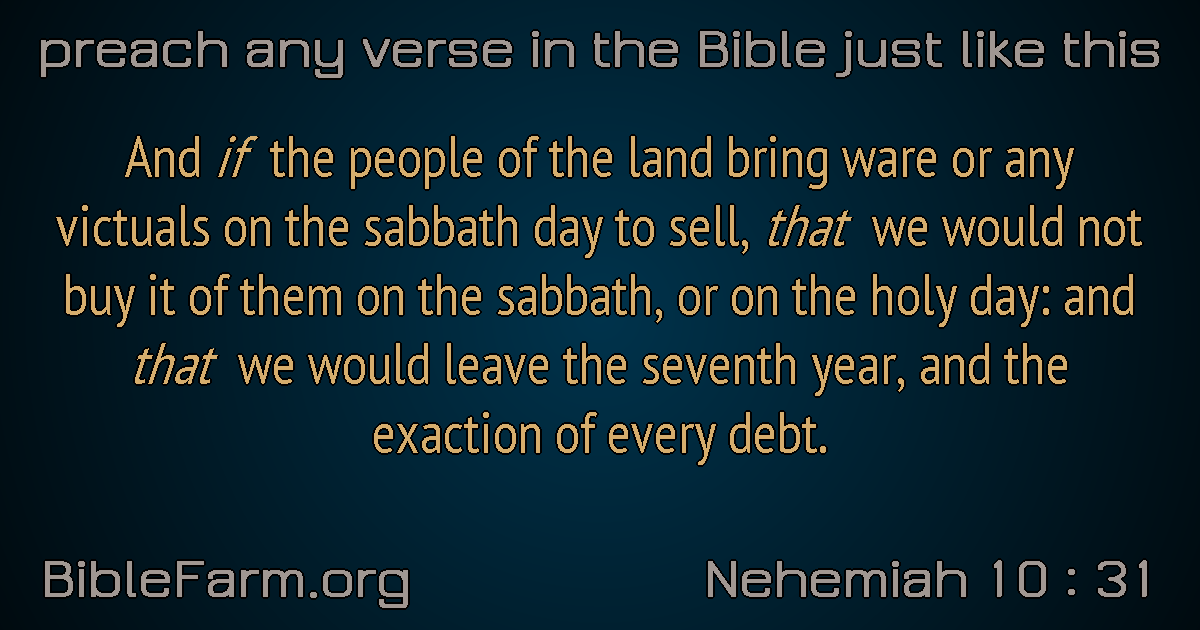 preach any verse in the Bible just like this
And if the people of the land bring ware or any
victuals on the sabbath day to sell, that we would not
buy it of them on the sabbath, or on the holy day: and
that we would leave the seventh year, and the
exaction of every debt.
BibleFarm.org
Nehemiah 10 : 31